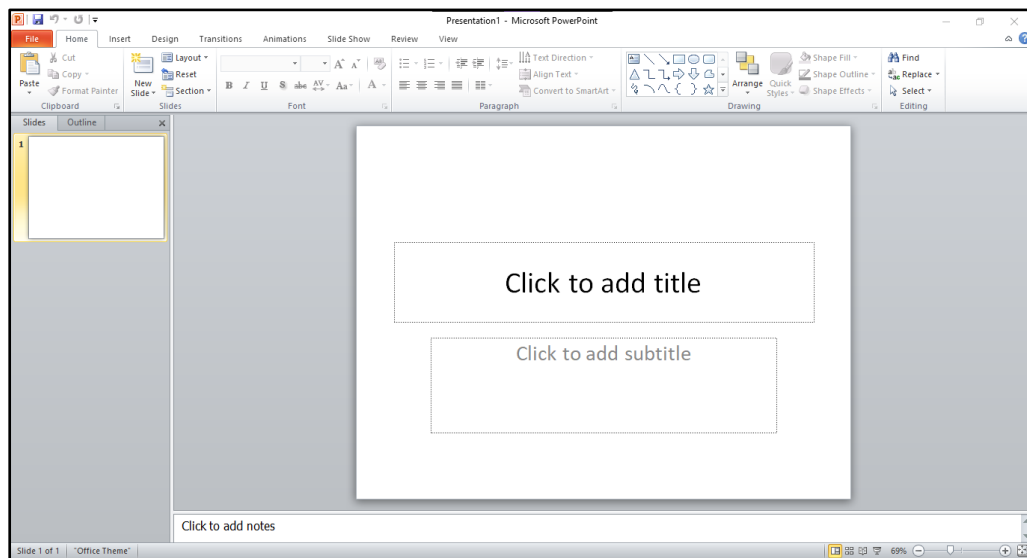 Presentation1 - Microsoft PowerPoint
File Home Insert Design Transitions Animations Slide Show Review View
Paste
Cut
Copy
Format Painter
Clipboard
New
Slide
Layout
Reset
Section
Slides
B I U S abc AV Aa A
Font
Text Direction
Align Text
Convert to SmartArt
Paragraph
Arrange
Quick
Styles
Shape Fill
Shape Outline
Shape Effects
Drawing
Find
Replace
Select
Editing
Slides Outline
1
Click to add title
Click to add subtitle
Click to add notes
Slide 1 of 1 "Office Theme" 69%